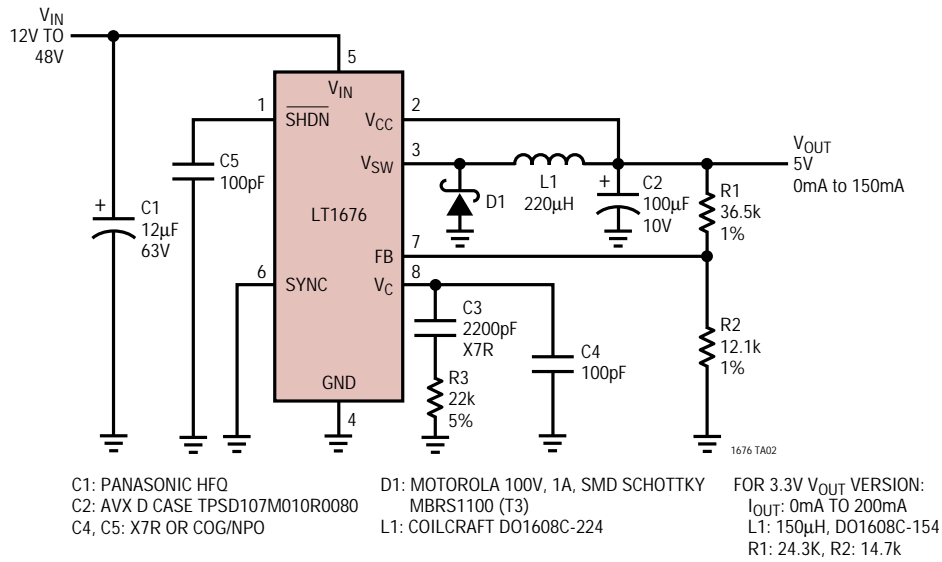 VIN
12V TO
48V
5
VIN
1
SHDN
VCC
2
VSW
3
C5
100pF
LT1676
L1
220µH
D1
+
C2
100µF
10V
VOUT
5V
0mA to 150mA
R1
36.5k
1%
+
C1
12µF
63V
FB
7
6
SYNC
VC
8
C3
2200pF
X7R
C4
100pF
R2
12.1k
1%
R3
22k
5%
GND
4
1676 TA02
C1: PANASONIC HFQ
C2: AVX D CASE TPSD107M010R0080
C4, C5: X7R OR COG/NPO
D1: MOTOROLA 100V, 1A, SMD SCHOTTKY
MBRS1100 (T3)
L1: COILCRAFT DO1608C-224
FOR 3.3V VOUT VERSION:
IOUT: 0mA TO 200mA
L1: 150µH, DO1608C-154
R1: 24.3K, R2: 14.7k